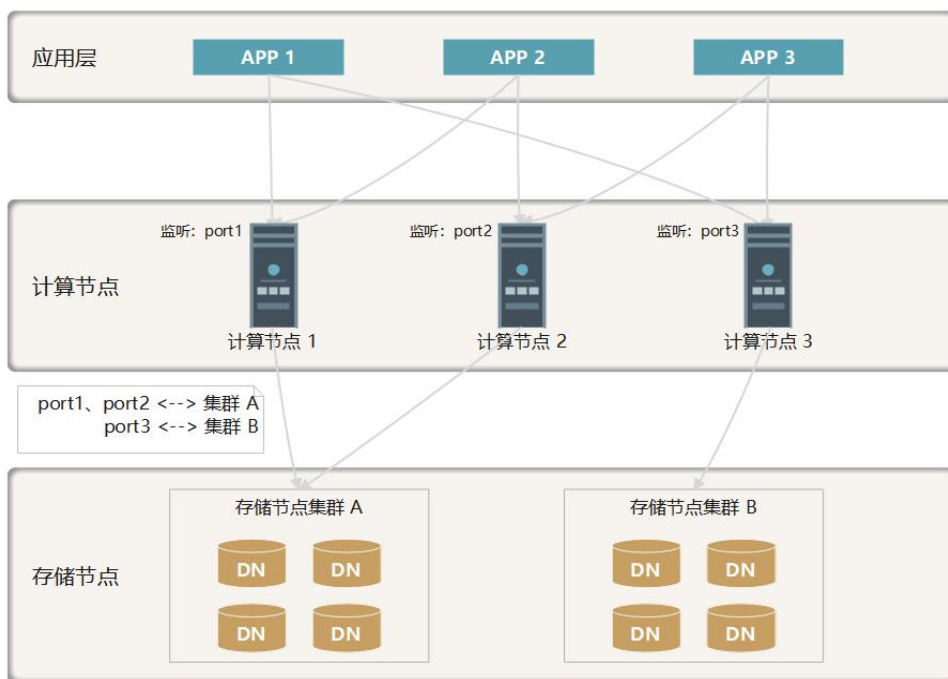 应用层
APP 1
APP 2
APP 3
监听：port1
监听：port2
监听：port3
计算节点
计算节点 1
计算节点 2
计算节点 3
port1、port2 <--> 集群 A
port3 <--> 集群 B
存储节点集群 A
存储节点集群 B
DN
DN
DN
DN
存储节点
DN
DN
DN
DN